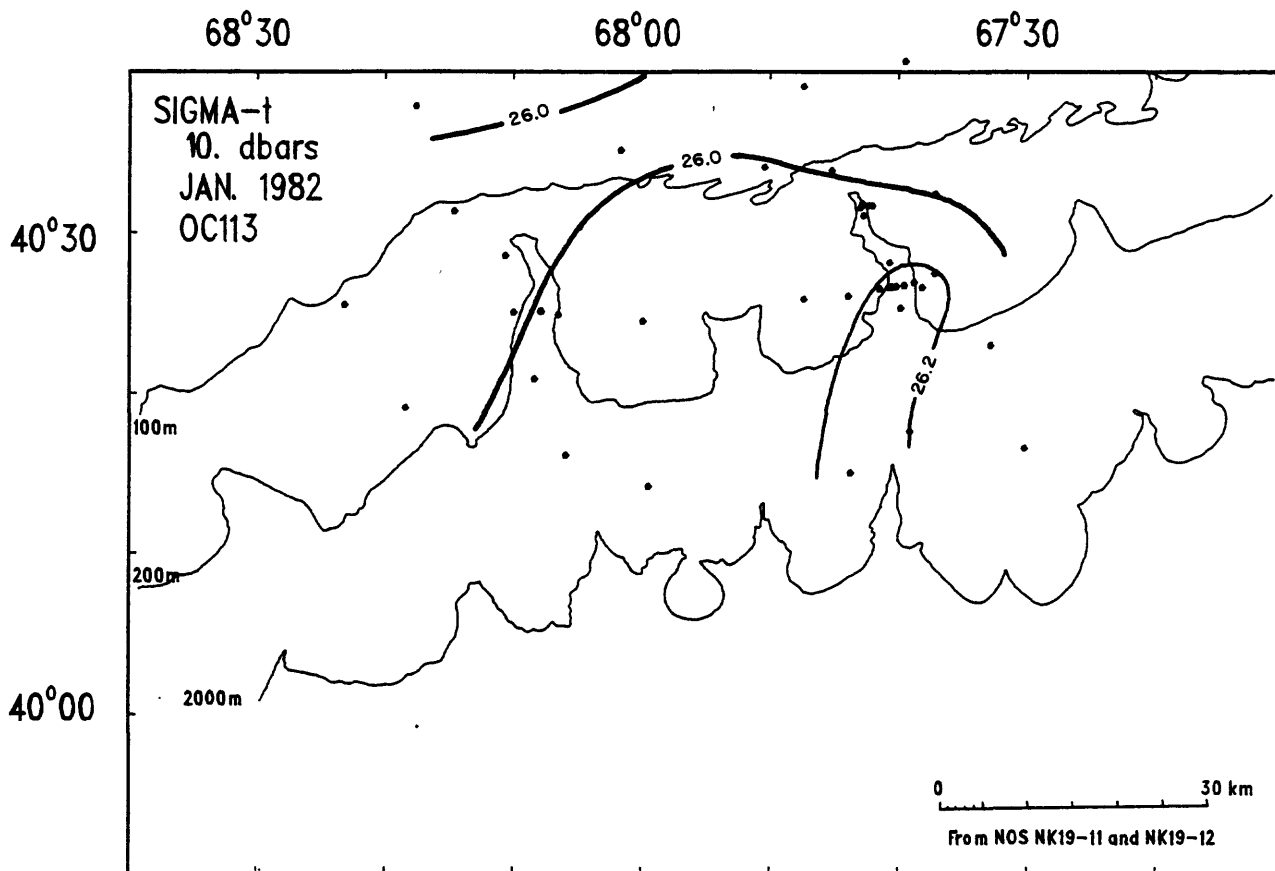 68°30 68°00 67°30
SIGMA-t
10. dbars
JAN. 1982
OC113
26.0
26.0
40°30
26.2
100m
200m
2000m
40°00
0 30 km
From NOS NK19-11 and NK19-12